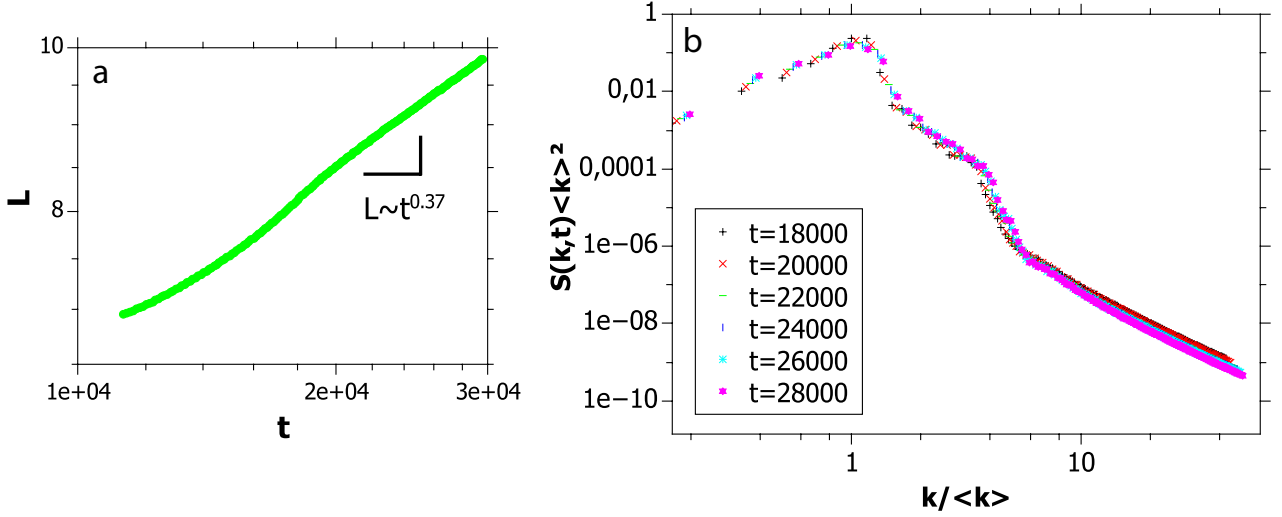 a
10
8
L
L~t^0.37
1e+04
2e+04
3e+04
t
b
1
0,01
0,0001
1e-06
1e-08
1e-10
S(k,t)<k>²
t=18000
t=20000
t=22000
t=24000
t=26000
t=28000
1
10
k/<k>